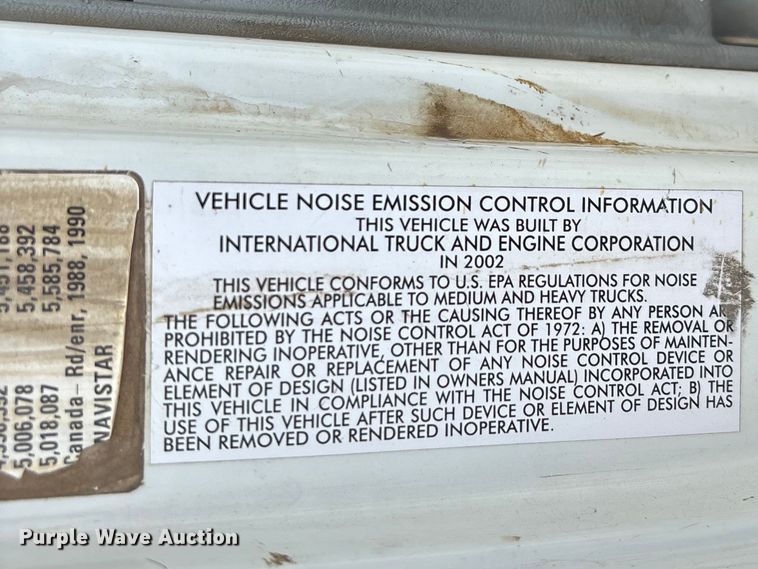 VEHICLE NOISE EMISSION CONTROL INFORMATION
THIS VEHICLE WAS BUILT BY
INTERNATIONAL TRUCK AND ENGINE CORPORATION
IN 2002
THIS VEHICLE CONFORMS TO U.S. EPA REGULATIONS FOR NOISE
EMISSIONS APPLICABLE TO MEDIUM AND HEAVY TRUCKS.
THE FOLLOWING ACTS OR THE CAUSING THEREOF BY ANY PERSON ARE
PROHIBITED BY THE NOISE CONTROL ACT OF 1972: A) THE REMOVAL OR
RENDERING INOPERATIVE, OTHER THAN FOR THE PURPOSES OF MAINTEN-
ANCE REPAIR OR REPLACEMENT OF ANY NOISE CONTROL DEVICE OR
ELEMENT OF DESIGN (LISTED IN OWNERS MANUAL) INCORPORATED INTO
THIS VEHICLE IN COMPLIANCE WITH THE NOISE CONTROL ACT; B) THE
USE OF THIS VEHICLE AFTER SUCH DEVICE OR ELEMENT OF DESIGN HAS
BEEN REMOVED OR RENDERED INOPERATIVE.
5,006,078 5,458,392
5,018,087 5,585,784
Canada- Rd/enr, 1988, 1990
NAVISTAR
Purple Wave Auction